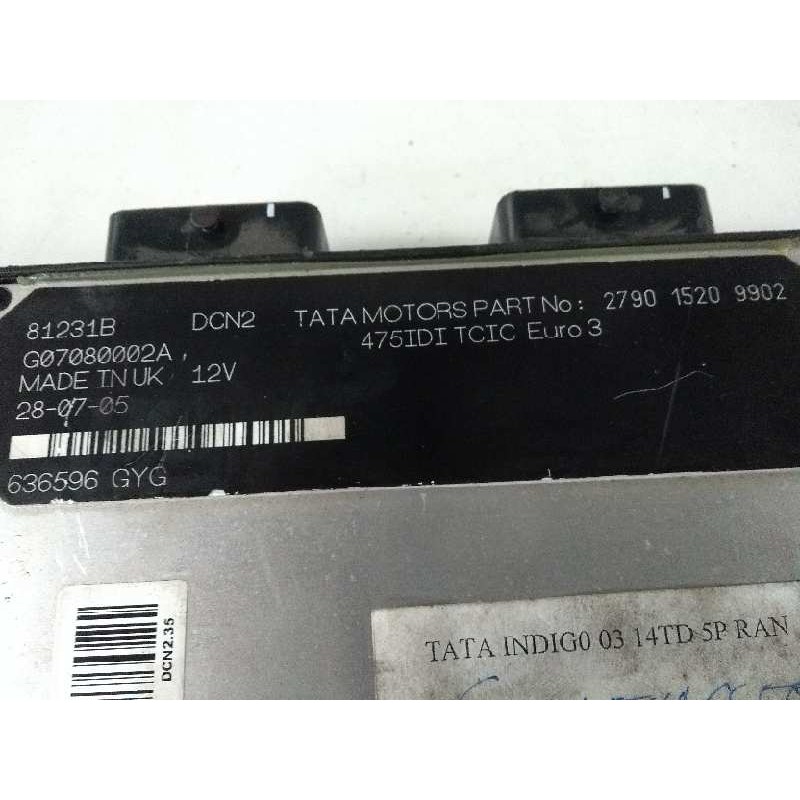 81231B DCN2 TATA MOTORS PART No: 2790 1520 9902
G07080002A, 475IDI TCIC Euro 3
MADE IN UK 12V
28-07-05
636596 GYG
DCN2.35
TATA INDIGO 03 14TD 5P RAN